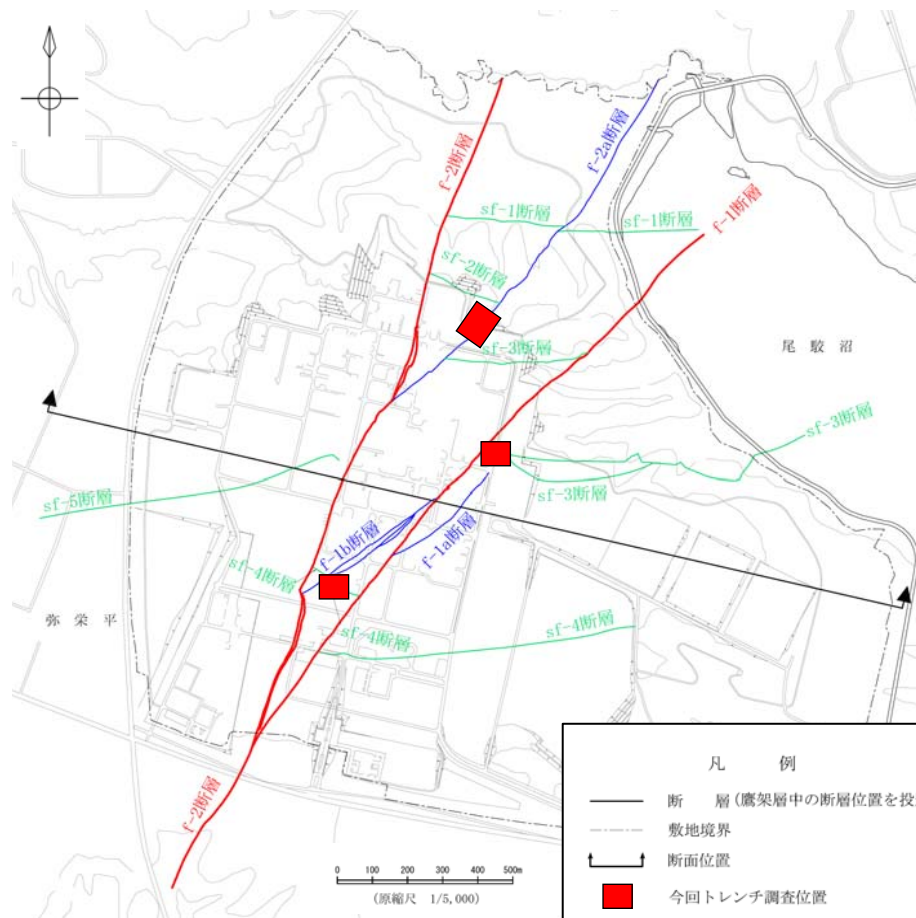 f-2断層
f-2a断層
sf-1断層
sf-1断層
f-1断層
sf-2断層
尾駮沼
sf-3断層
sf-3断層
sf-3断層
sf-5断層
f-1b断層
f-1a断層
sf-4断層
弥栄平
sf-4断層
f-2断層
凡例
断層(鷹架層中の断層位置を投
敷地境界
断面位置
今回トレンチ調査位置
0 100 200 300 400 500m
(原縮尺 1/5,000)